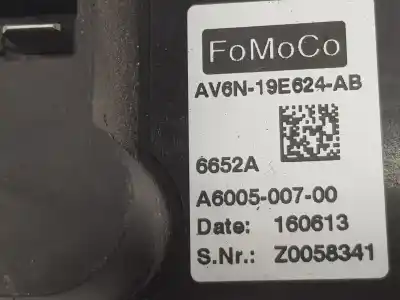 FoMoCo
AV6N-19E624-AB
6652A
A6005-007-00
Date: 160613
S.Nr.: Z0058341